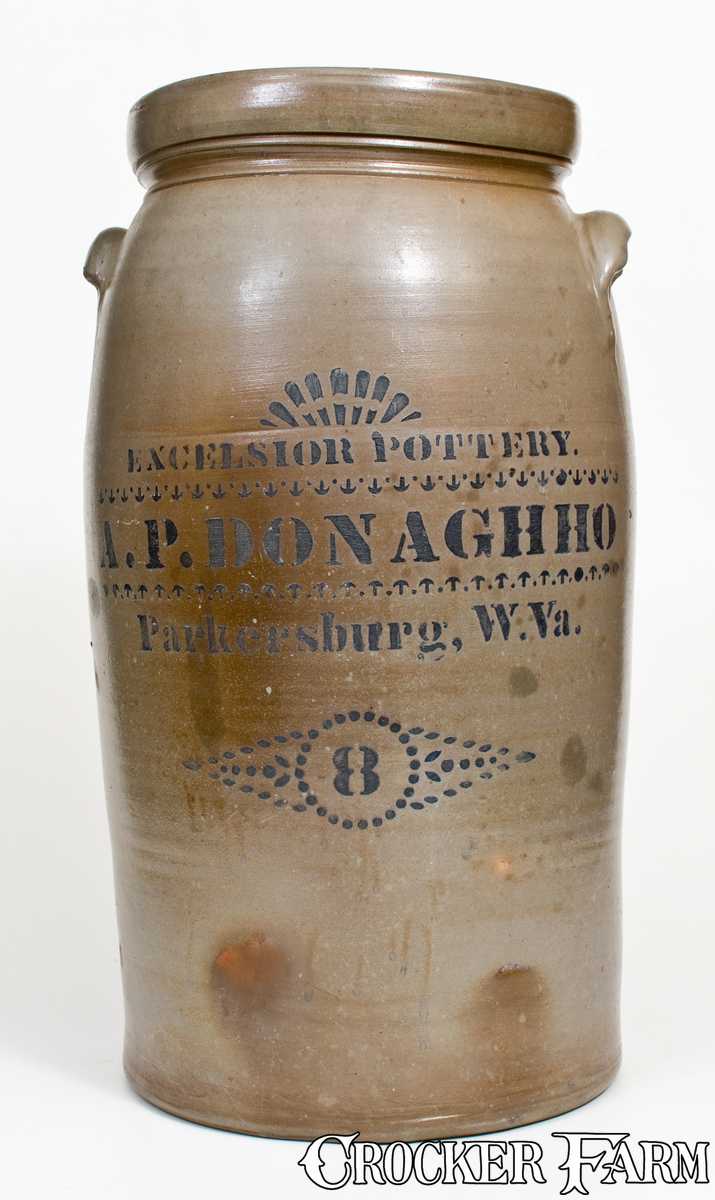 EXCELSIOR POTTERY.
A.P. DONAGHHO
Parkersburg, W.Va.
8
CROCKER FARM